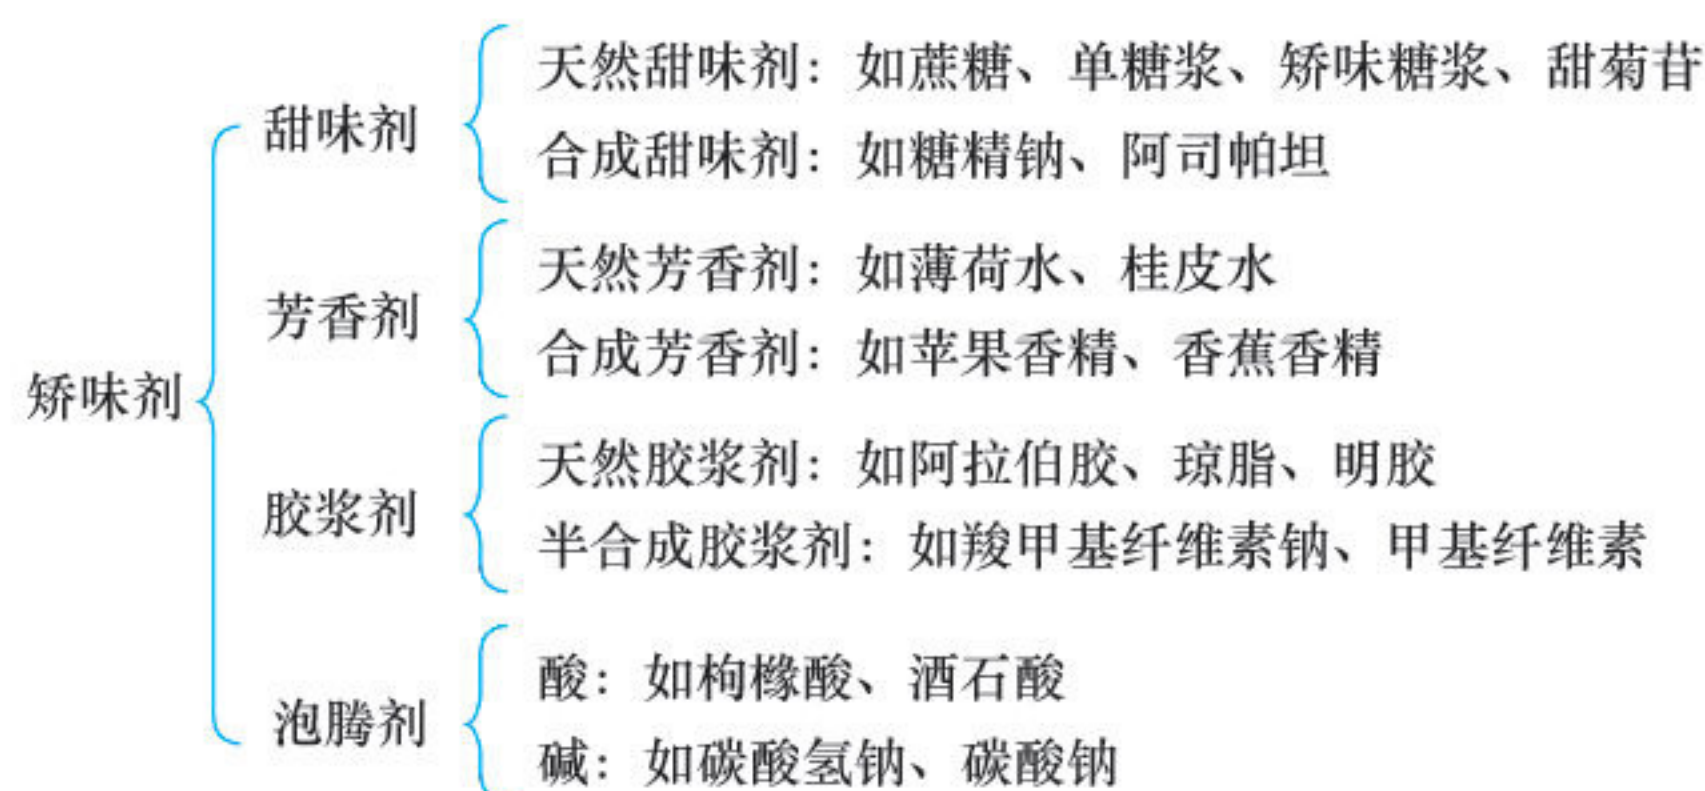 矫味剂
甜味剂
天然甜味剂：如蔗糖、单糖浆、矫味糖浆、甜菊苷
合成甜味剂：如糖精钠、阿司帕坦
芳香剂
天然芳香剂：如薄荷水、桂皮水
合成芳香剂：如苹果香精、香蕉香精
胶浆剂
天然胶浆剂：如阿拉伯胶、琼脂、明胶
半合成胶浆剂：如羧甲基纤维素钠、甲基纤维素
泡腾剂
酸：如枸橼酸、酒石酸
碱：如碳酸氢钠、碳酸钠